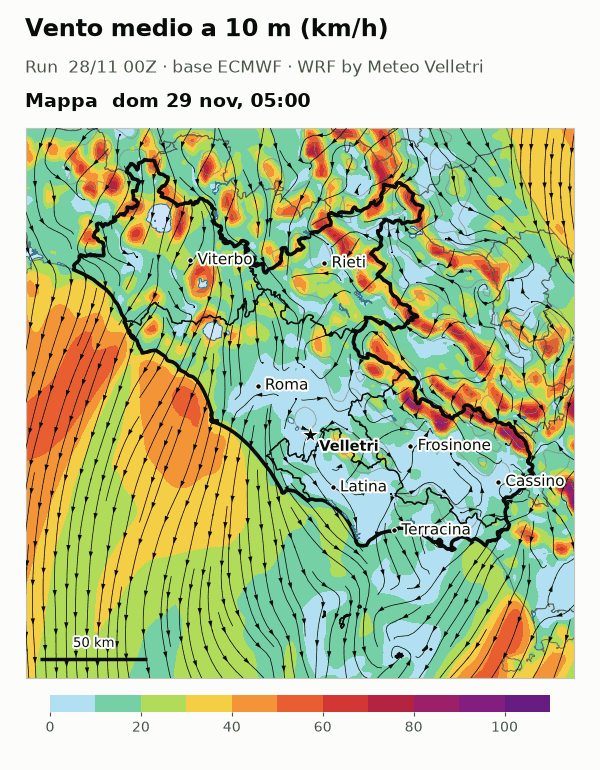 Vento medio a 10 m (km/h)
Run  28/11 00Z · base ECMWF · WRF by Meteo Velletri
Mappa  dom 29 nov, 05:00
Viterbo
Rieti
Roma
Velletri
Frosinone
Cassino
Latina
Terracina
50 km
0 20 40 60 80 100